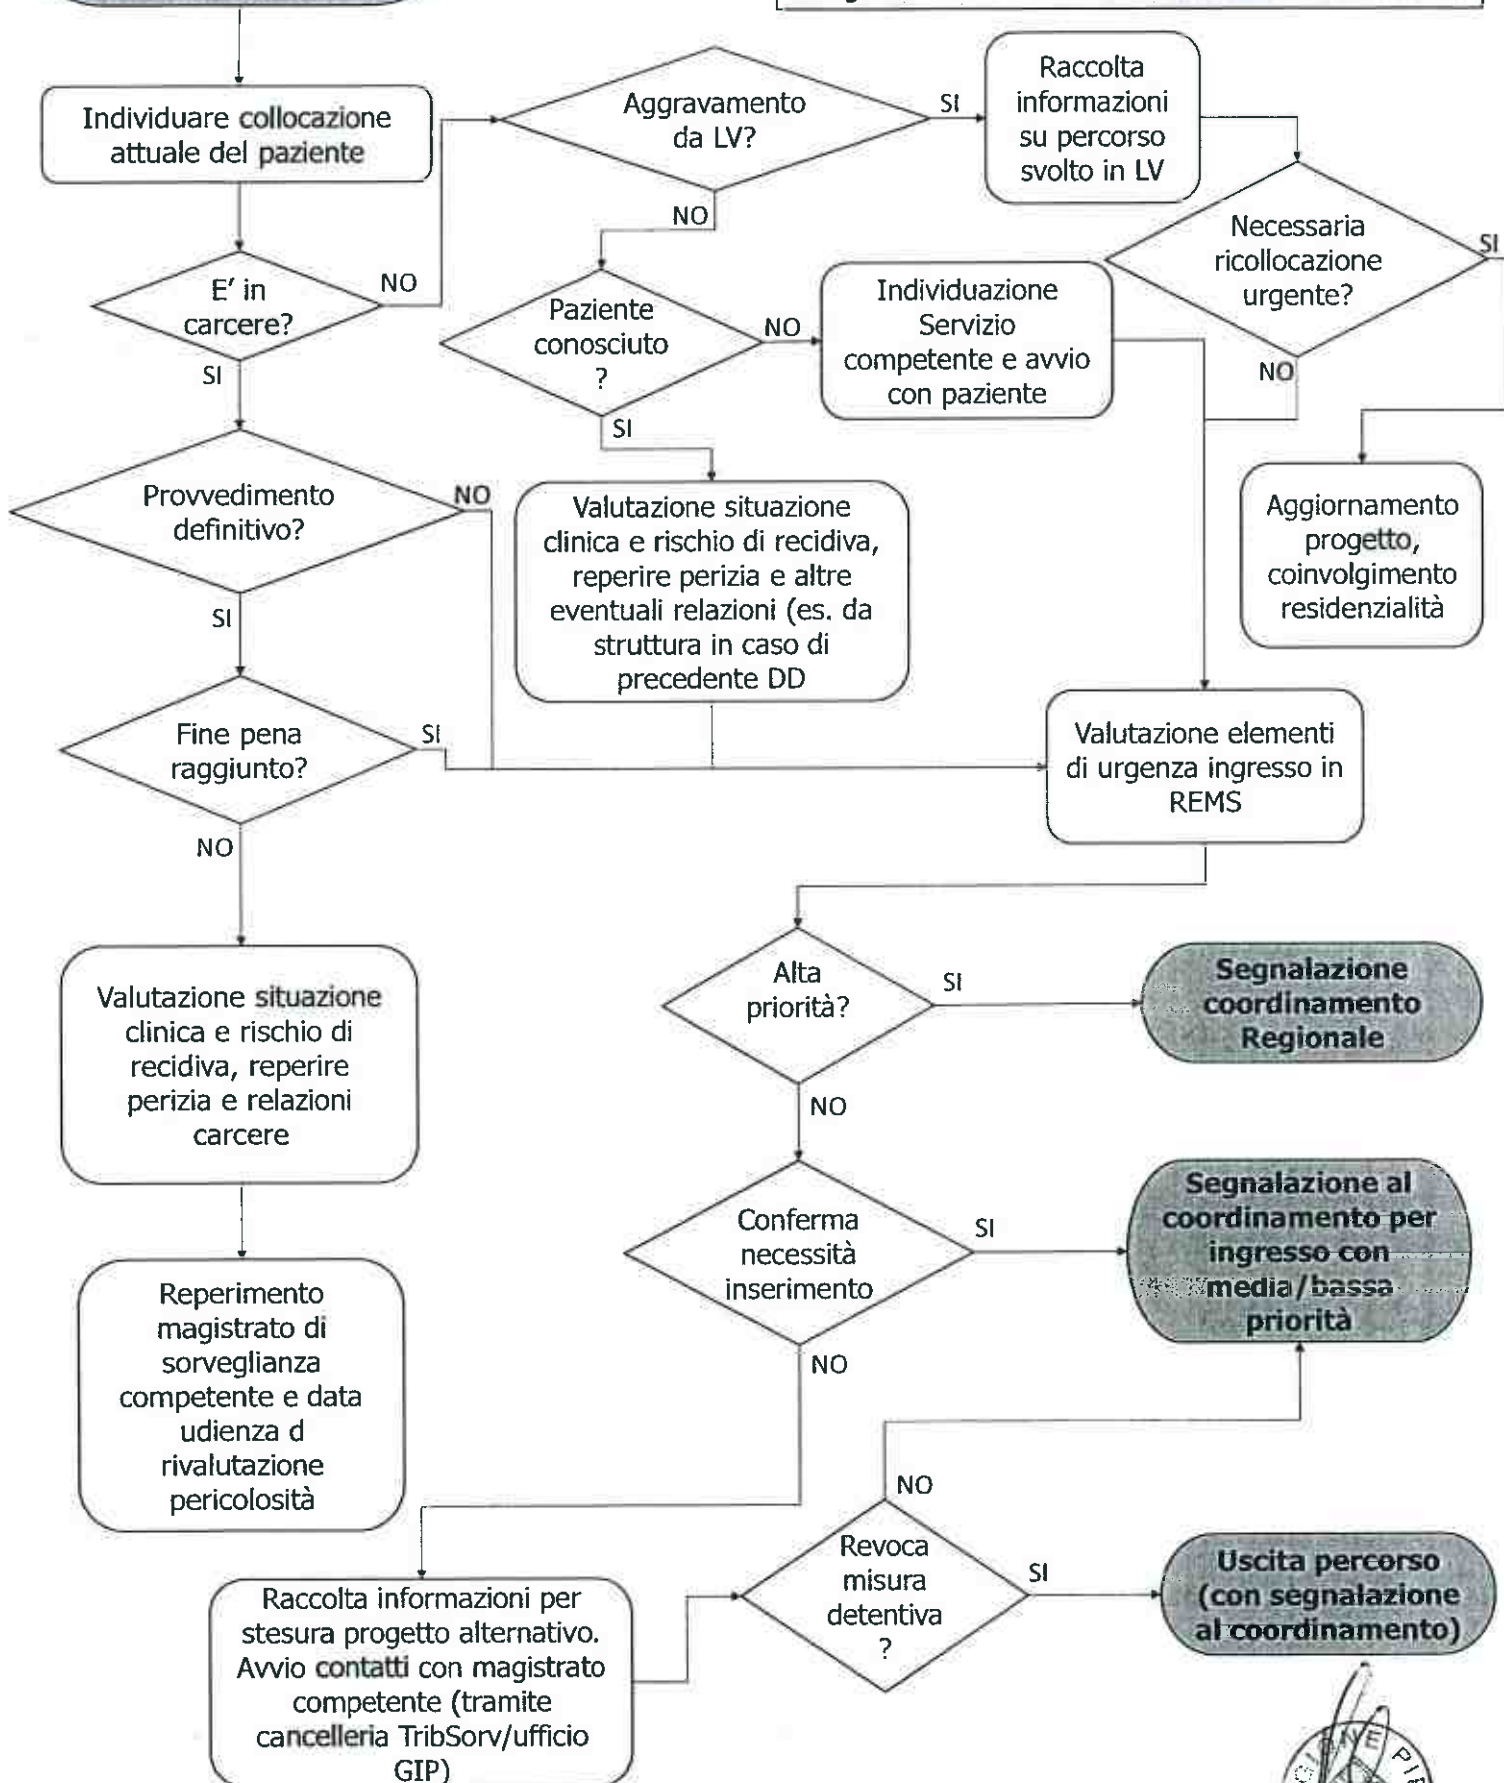 Individuare collocazione
attuale del paziente
E' in
carcere?
NO
SI
Aggravamento
da LV?
SI
NO
Raccolta
informazioni
su percorso
svolto in LV
Necessaria
ricollocazione
urgente?
SI
NO
Paziente
conosciuto
?
NO
SI
Individuazione
Servizio
competente e avvio
con paziente
Provvedimento
definitivo?
NO
SI
Valutazione situazione
clinica e rischio di recidiva,
reperire perizia e altre
eventuali relazioni (es. da
struttura in caso di
precedente DD
Aggiornamento
progetto,
coinvolgimento
residenzialità
Fine pena
raggiunto?
SI
NO
Valutazione elementi
di urgenza ingresso in
REMS
Valutazione situazione
clinica e rischio di
recidiva, reperire
perizia e relazioni
carcere
Alta
priorità?
SI
NO
Segnalazione
coordinamento
Regionale
Conferma
necessità
inserimento
SI
NO
Segnalazione al
coordinamento per
ingresso con
media/bassa
priorità
Reperimento
magistrato di
sorveglianza
competente e data
udienza d
rivalutazione
pericolosità
Raccolta informazioni per
stesura progetto alternativo.
Avvio contatti con magistrato
competente (tramite
cancelleria TribSorv/ufficio
GIP)
NO
Revoca
misura
detentiva
?
SI
Uscita percorso
(con segnalazione
al coordinamento)